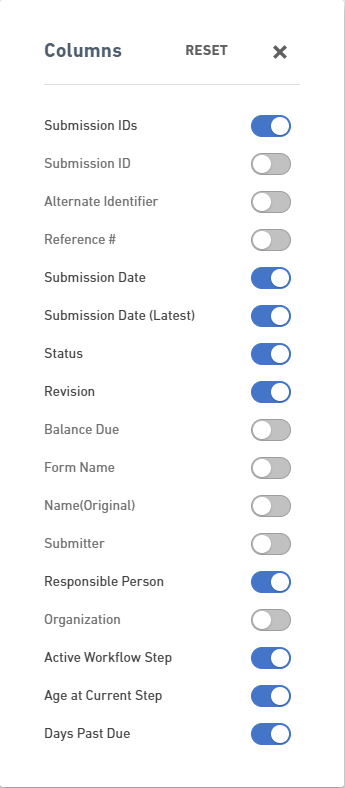 Columns RESET
Submission IDs
Submission ID
Alternate Identifier
Reference #
Submission Date
Submission Date (Latest)
Status
Revision
Balance Due
Form Name
Name(Original)
Submitter
Responsible Person
Organization
Active Workflow Step
Age at Current Step
Days Past Due